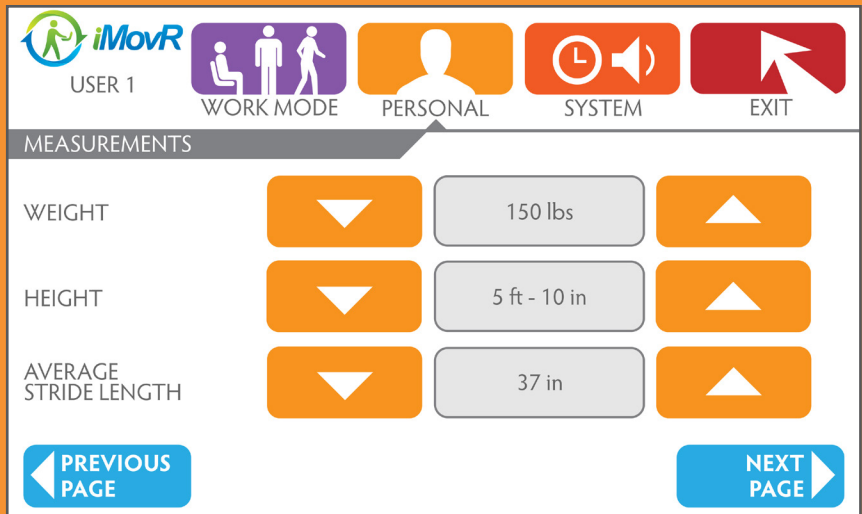 iMovR
USER 1
WORK MODE
PERSONAL
SYSTEM
EXIT
MEASUREMENTS
WEIGHT
150 lbs
HEIGHT
5 ft - 10 in
AVERAGE
STRIDE LENGTH
37 in
PREVIOUS
PAGE
NEXT
PAGE